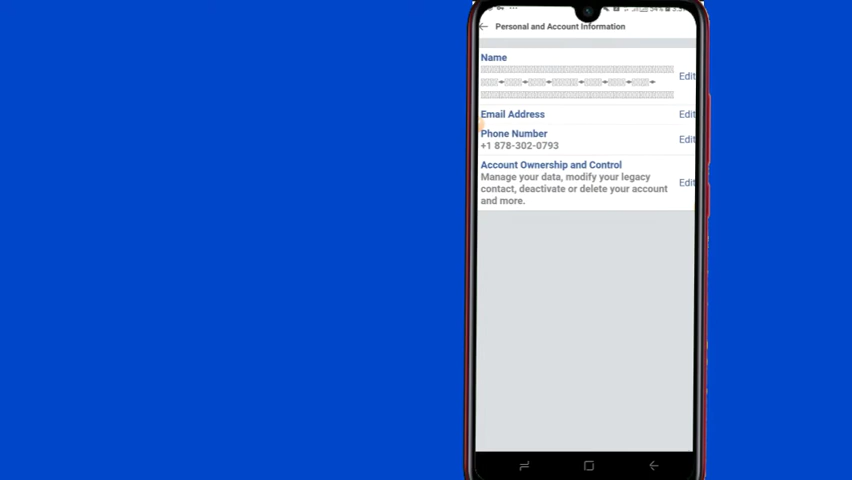 Personal and Account Information
Name
Edit
Email Address
Edit
Phone Number
+1 878-302-0793
Edit
Account Ownership and Control
Manage your data, modify your legacy
contact, deactivate or delete your account
and more.
Edit